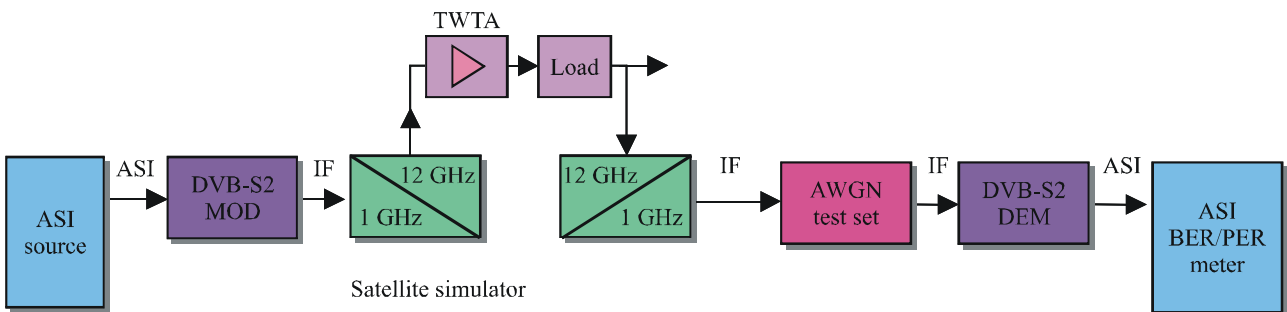 TWTA
Load
ASI
source
ASI
DVB-S2
MOD
IF
12 GHz
1 GHz
12 GHz
1 GHz
IF
AWGN
test set
IF
DVB-S2
DEM
ASI
ASI
BER/PER
meter
Satellite simulator